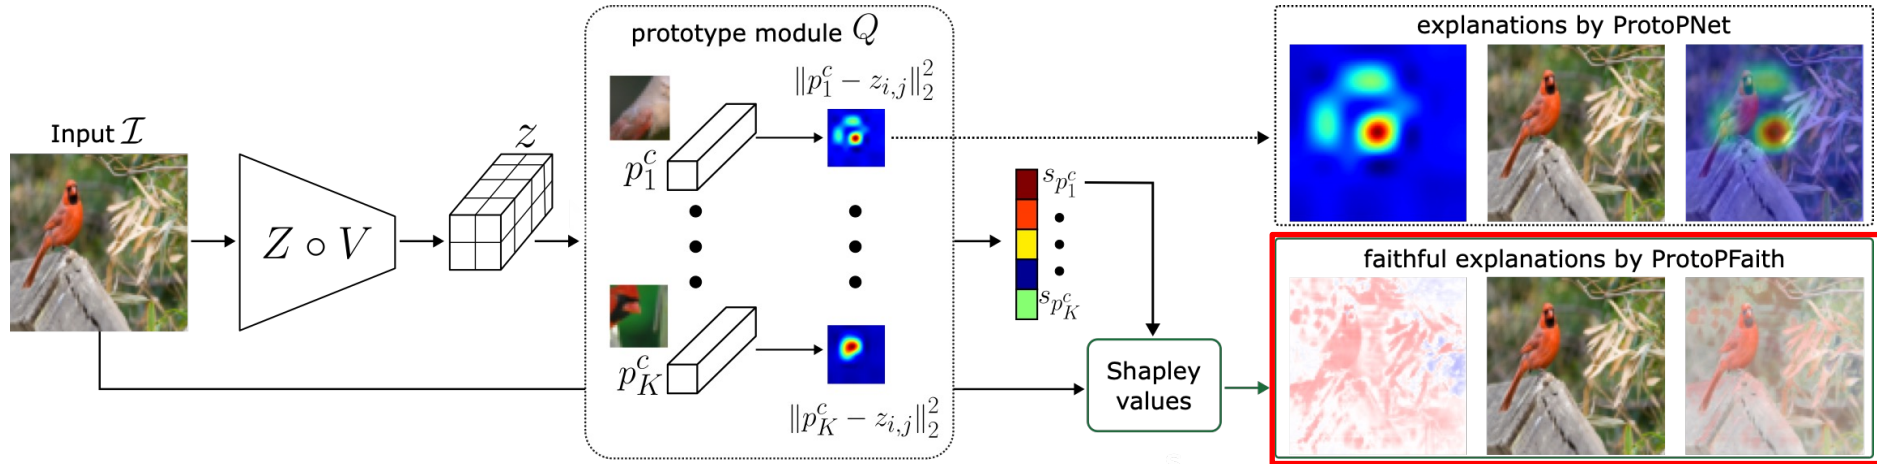 Input $\mathcal{I}$
$Z \circ V$
$z$
prototype module $Q$
$p_1^c$
$\|p_1^c - z_{i,j}\|_2^2$
$p_K^c$
$\|p_K^c - z_{i,j}\|_2^2$
$s_{p_1^c}$
$s_{p_K^c}$
Shapley
values
explanations by ProtoPNet
faithful explanations by ProtoPFaith